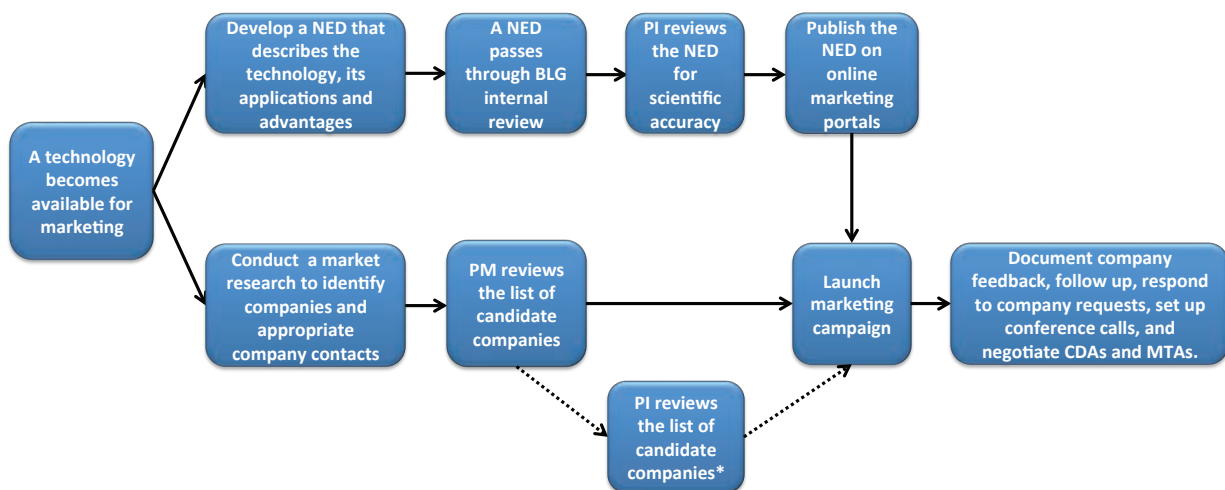 A technology
becomes
available for
marketing
Develop a NED that
describes the
technology, its
applications and
advantages
A NED
passes
through BLG
internal
review
PI reviews
the NED
for
scientific
accuracy
Publish the
NED on
online
marketing
portals
Conduct a market
research to identify
companies and
appropriate
company contacts
PM reviews
the list of
candidate
companies
PI reviews
the list of
candidate
companies*
Launch
marketing
campaign
Document company
feedback, follow up, respond
to company requests, set up
conference calls, and
negotiate CDAs and MTAs.